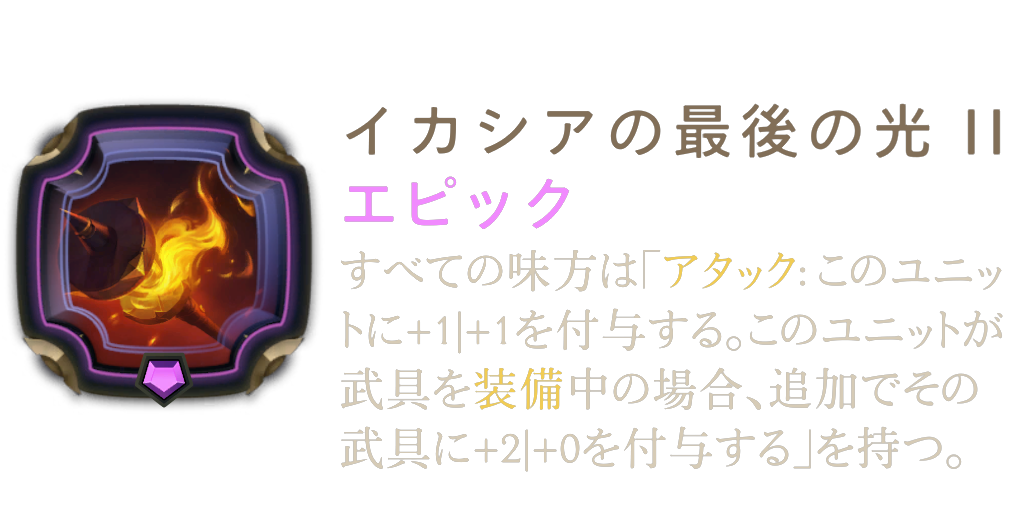 イカシアの最後の光 II
エピック
すべての味方は「アタック: このユニッ
トに+1|+1を付与する。このユニットが
武具を装備中の場合、追加でその
武具に+2|+0を付与する」を持つ。